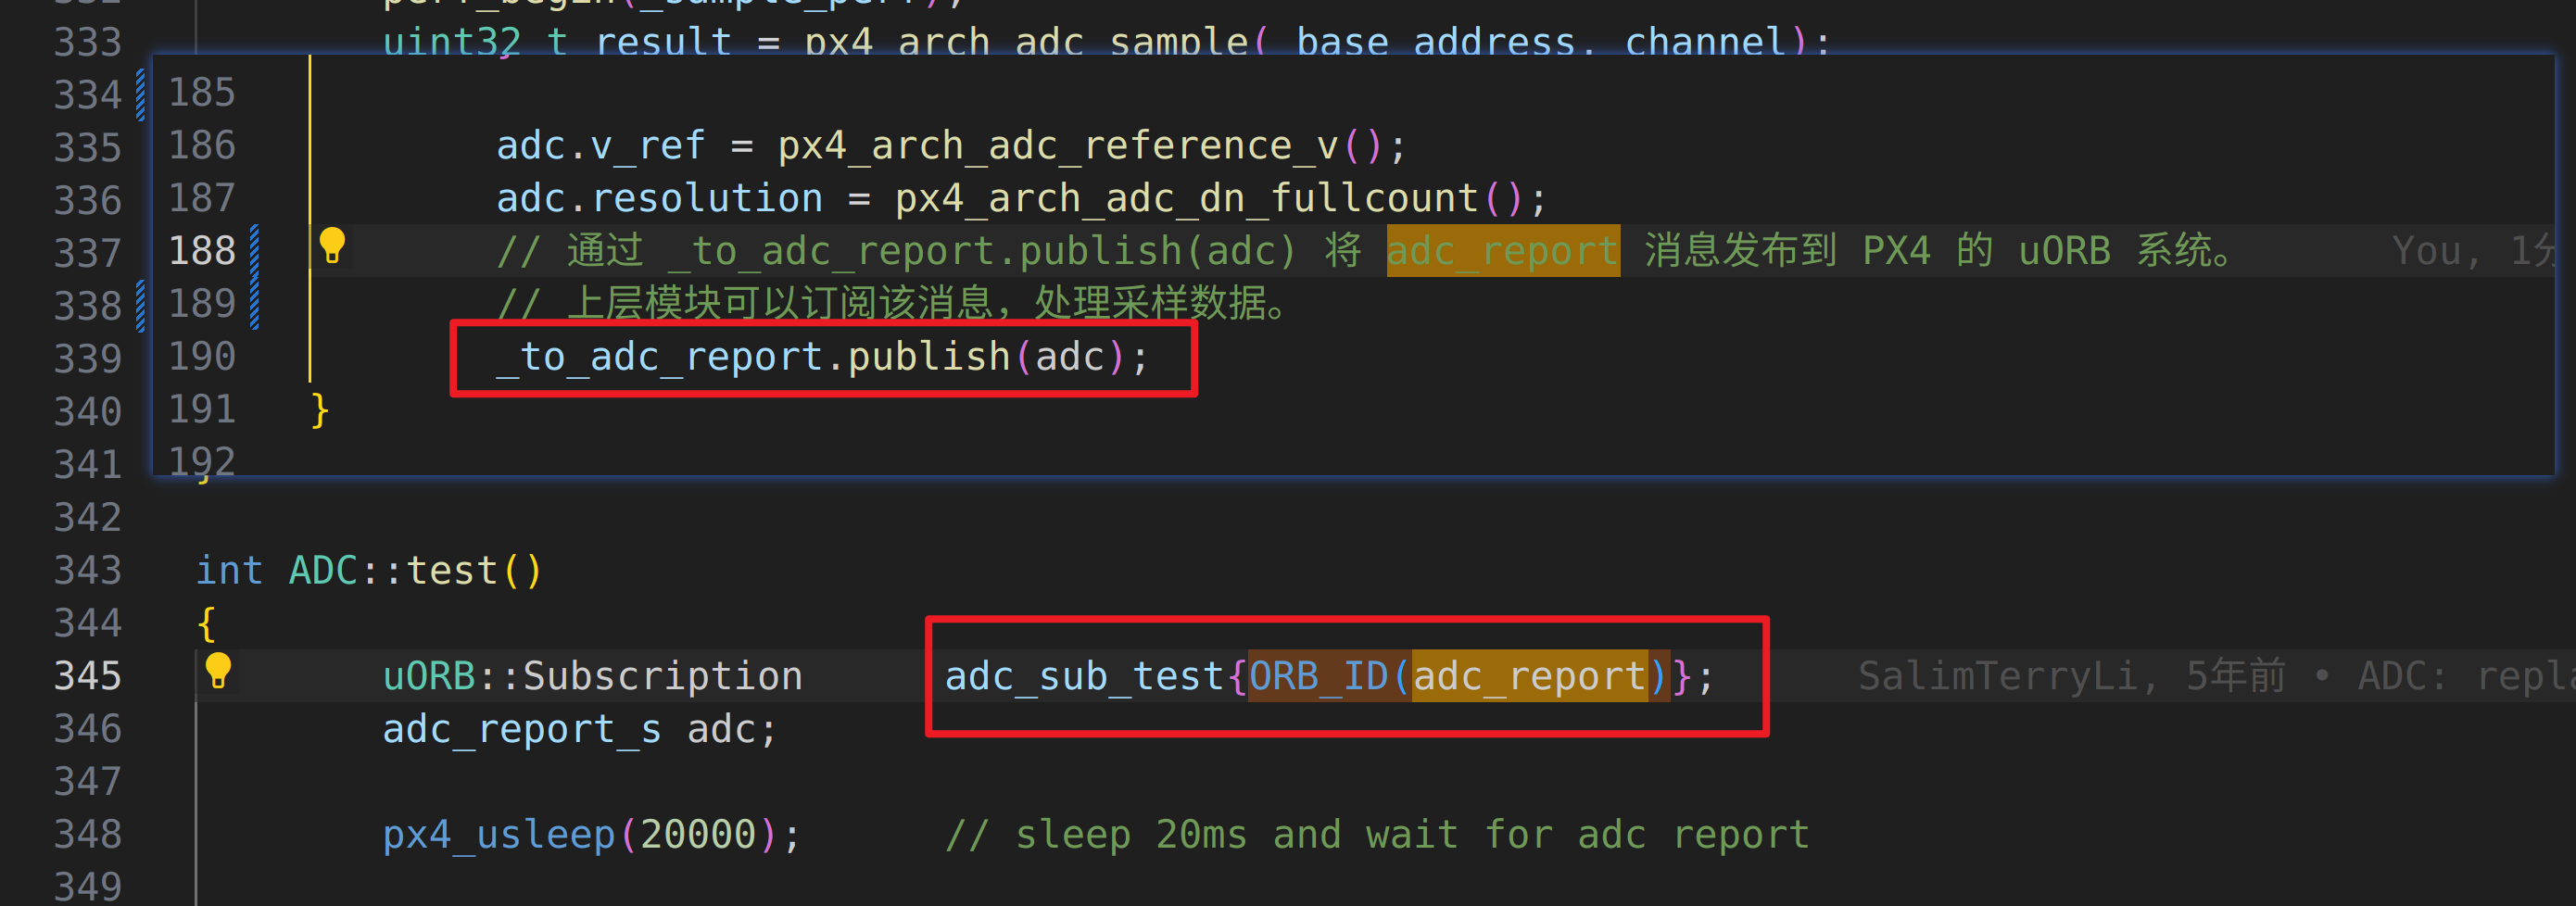 333 uint32_t result = px4_arch_adc_sample(_base_address, channel);
334 185
335 186 adc.v_ref = px4_arch_adc_reference_v();
336 187 adc.resolution = px4_arch_adc_dn_fullcount();
337 188 // 通过 _to_adc_report.publish(adc) 将 adc_report 消息发布到 PX4 的 uORB 系统。 You, 1分
338 189 // 上层模块可以订阅该消息，处理采样数据。
339 190 _to_adc_report.publish(adc);
340 191 }
341 192
342
343 int ADC::test()
344 {
345 uORB::Subscription adc_sub_test{ORB_ID(adc_report)}; SalimTerryLi, 5年前 • ADC: repla
346 adc_report_s adc;
347
348 px4_usleep(20000); // sleep 20ms and wait for adc report
349